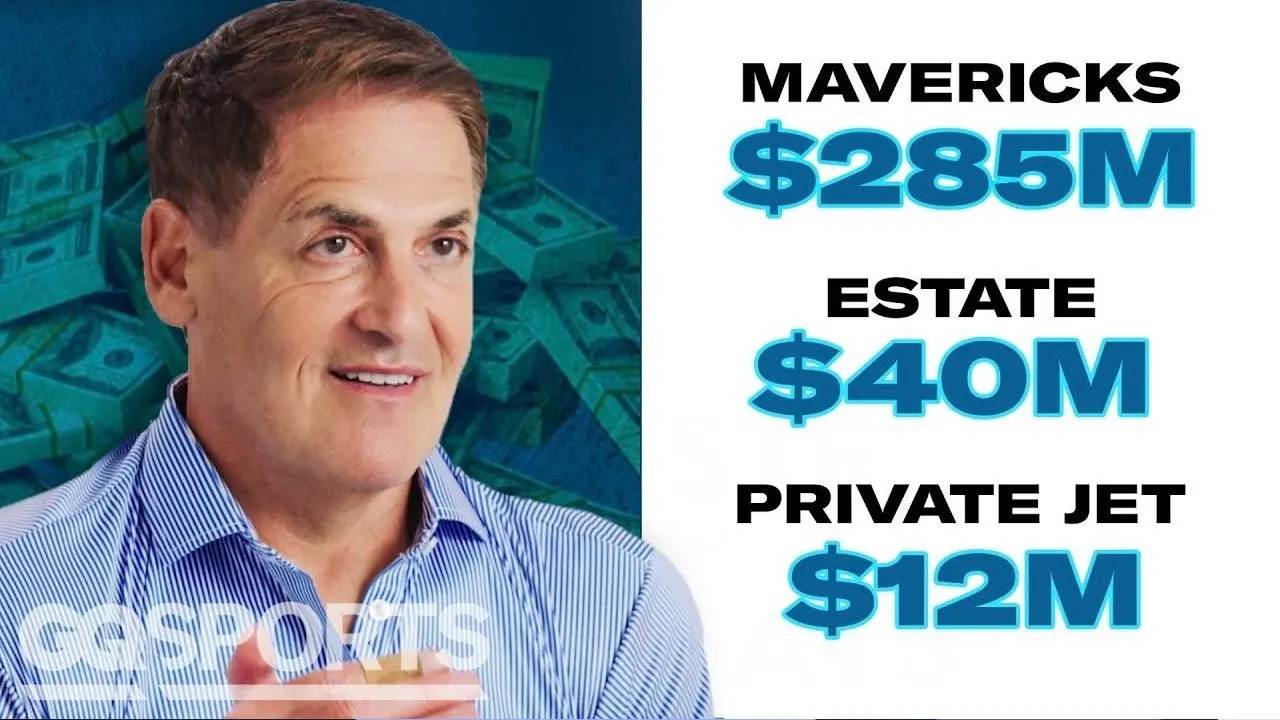 MAVERICKS
$285M
ESTATE
$40M
PRIVATE JET
$12M
GQSPORTS